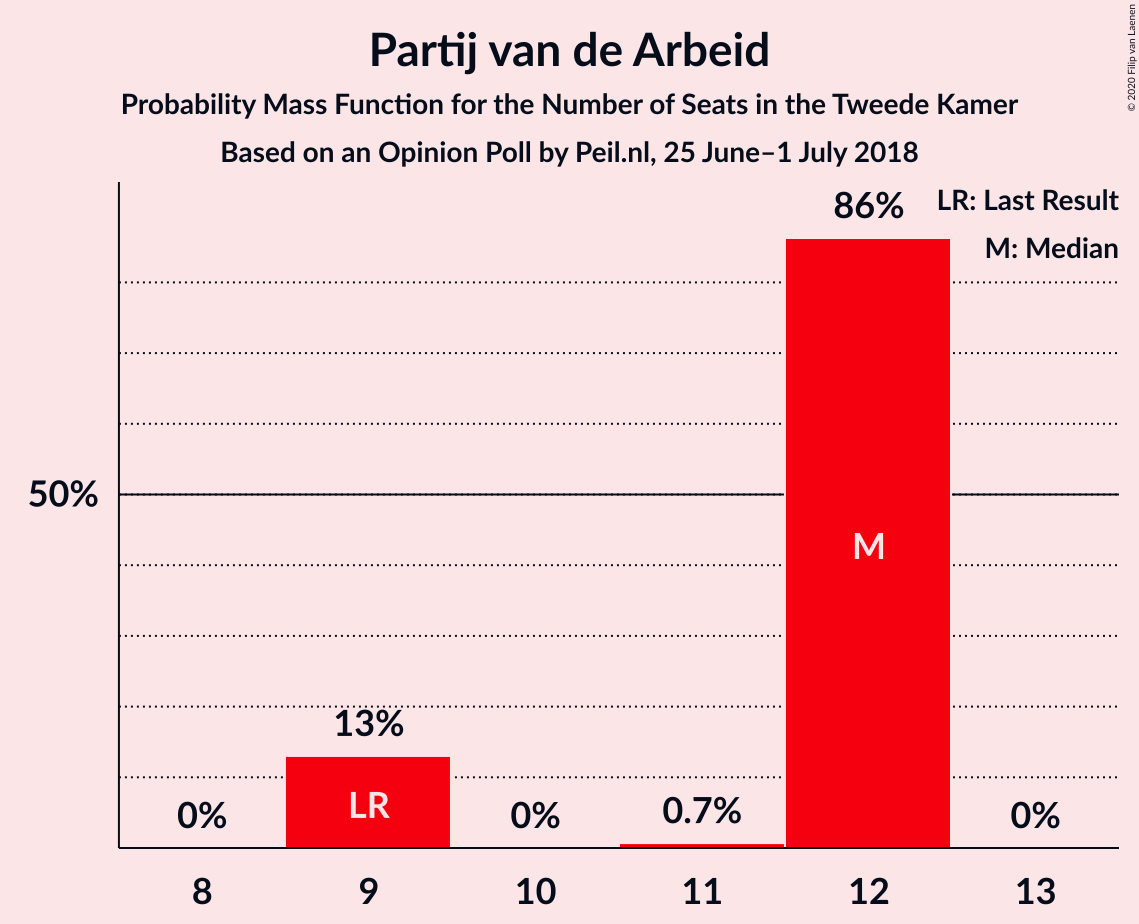 © 2020 Filip van Laenen
Partij van de Arbeid
Probability Mass Function for the Number of Seats in the Tweede Kamer
Based on an Opinion Poll by Peil.nl, 25 June–1 July 2018
LR: Last Result
M: Median
50%
0%
13%
LR
0%
0.7%
86%
M
0%
8 9 10 11 12 13